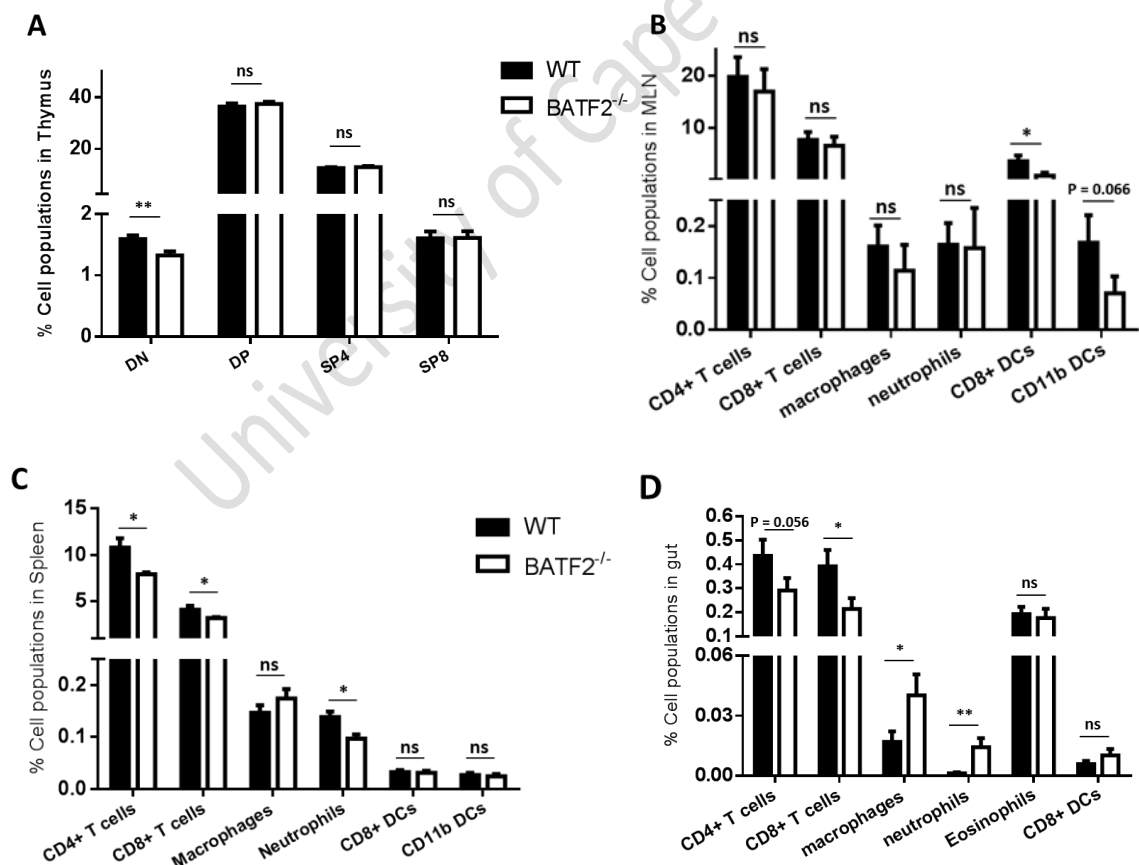 A
% Cell populations in Thymus
40
20
2
1
0
**
ns
ns
ns
DN
DP
SP4
SP8
WT
BATF2-/-
B
% Cell populations in MLN
20
10
0.2
0.1
0.0
ns
ns
ns
ns
*
P = 0.066
CD4+ T cells
CD8+ T cells
macrophages
neutrophils
CD8+ DCs
CD11b DCs
C
% Cell populations in Spleen
15
10
5
0.2
0.1
0.0
*
*
ns
*
ns
ns
CD4+ T cells
CD8+ T cells
Macrophages
Neutrophils
CD8+ DCs
CD11b DCs
WT
BATF2-/-
D
% Cell populations in gut
0.6
0.5
0.4
0.3
0.2
0.1
0.06
0.03
0.00
P = 0.056
*
*
**
ns
ns
CD4+ T cells
CD8+ T cells
macrophages
neutrophils
Eosinophils
CD8+ DCs
University of Cape